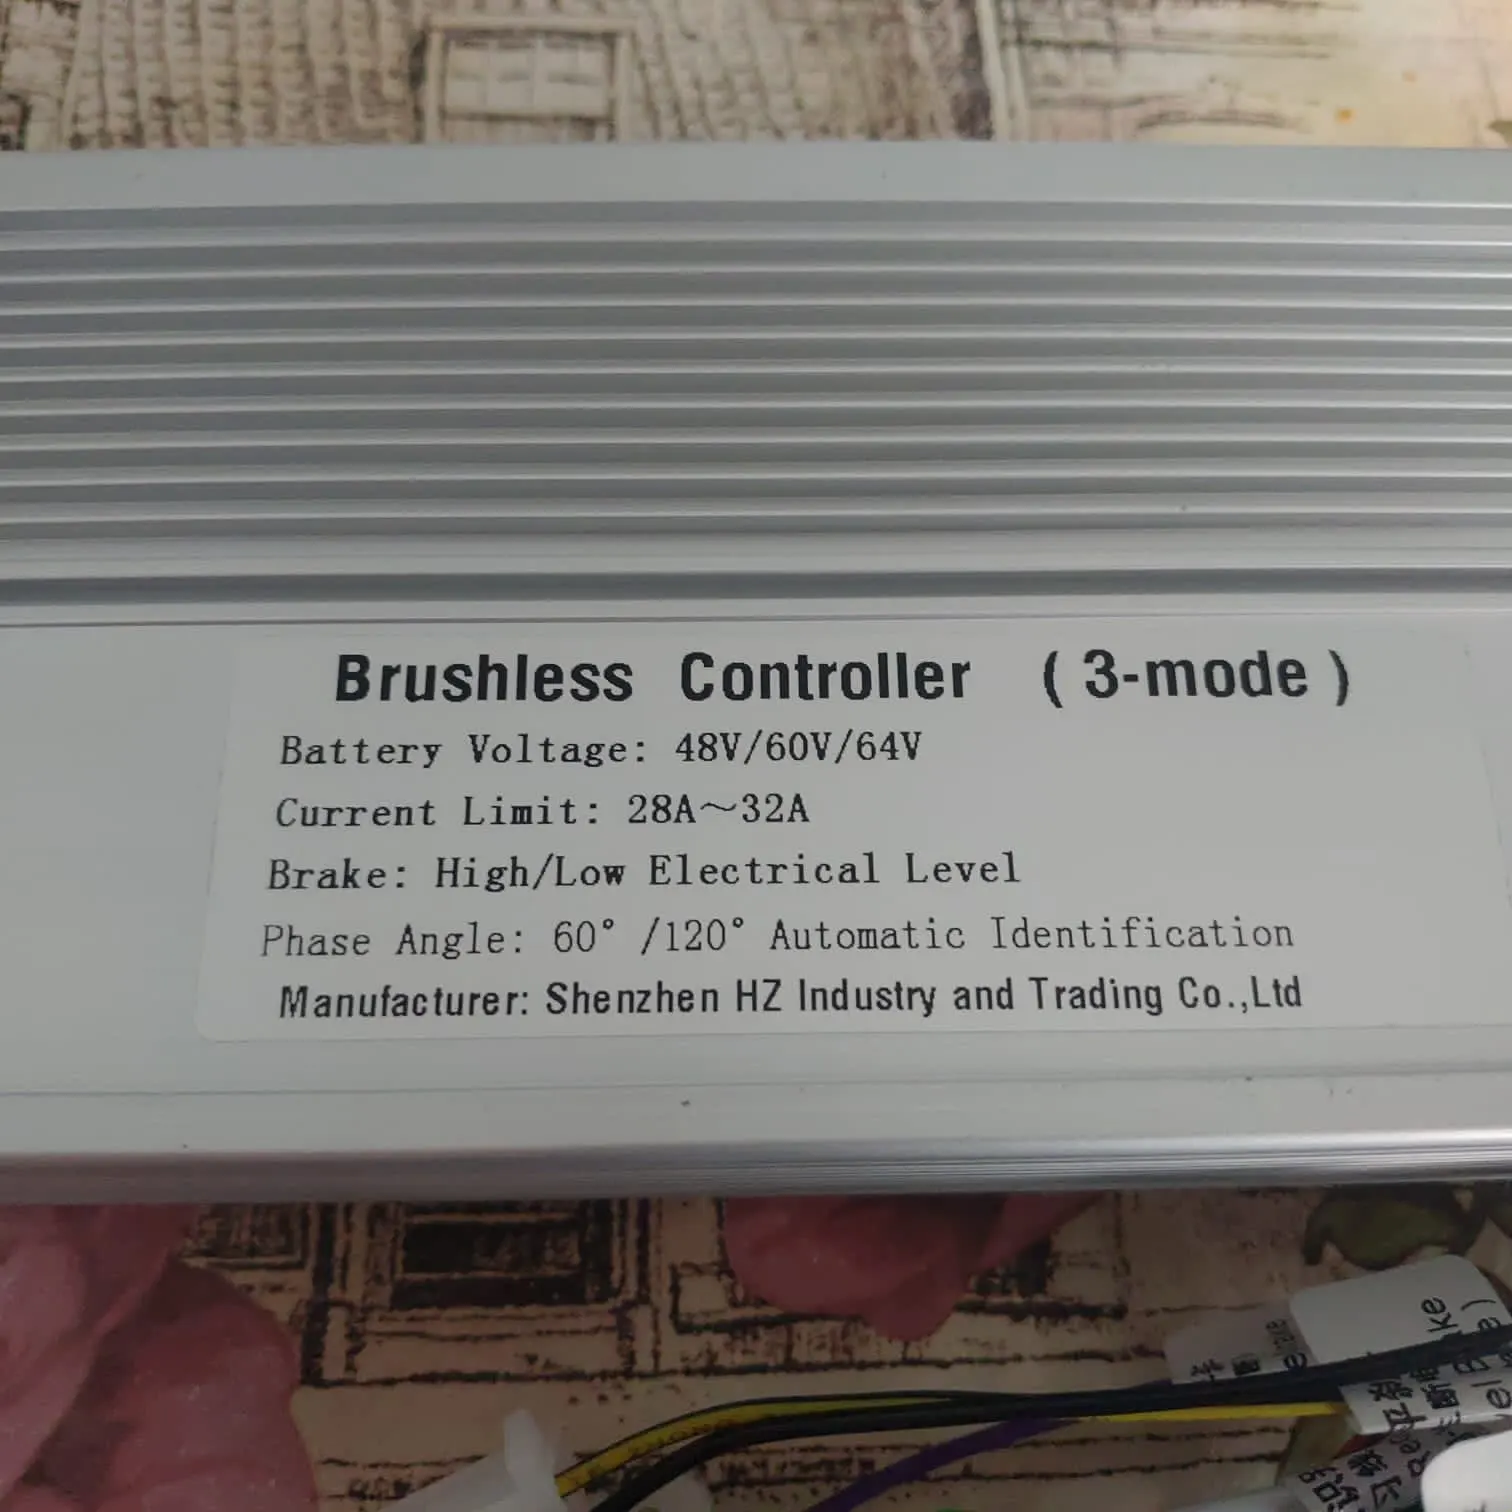 Brushless Controller (3-mode)
Battery Voltage: 48V/60V/64V
Current Limit: 28A~32A
Brake: High/Low Electrical Level
Phase Angle: 60° /120° Automatic Identification
Manufacturer: Shenzhen HZ Industry and Trading Co.,Ltd